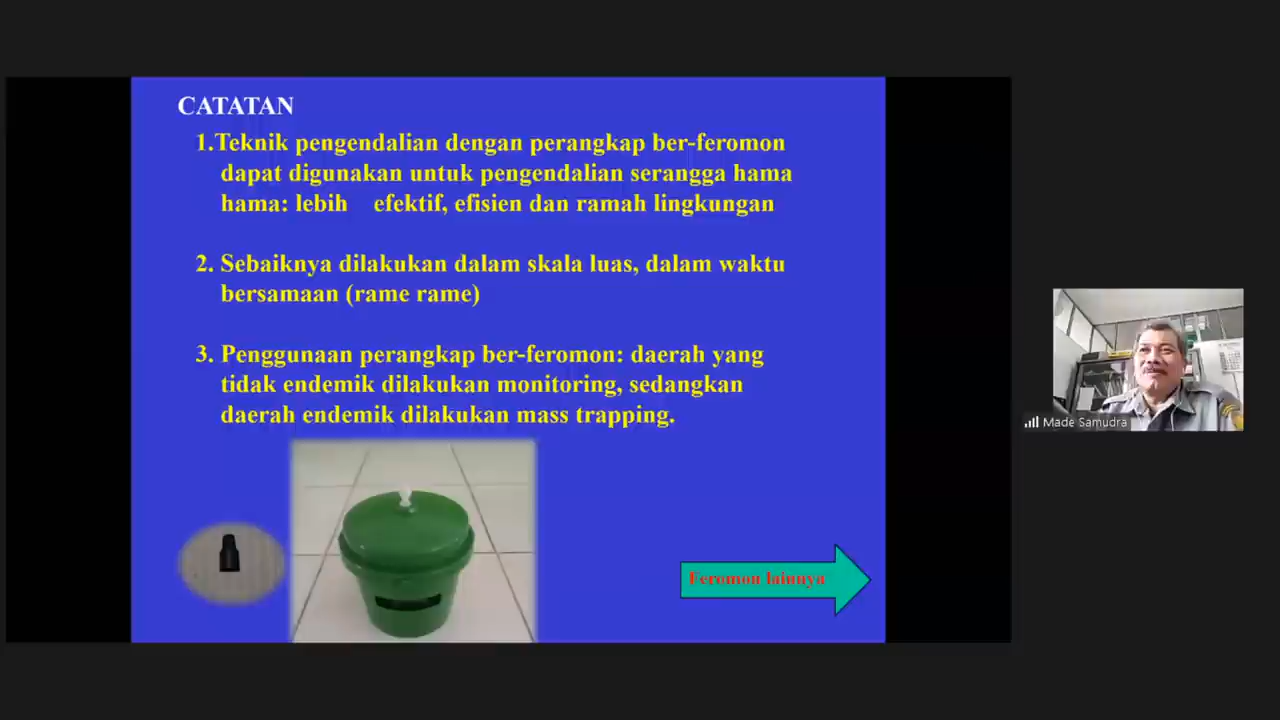 CATATAN
1.Teknik pengendalian dengan perangkap ber-feromon
dapat digunakan untuk pengendalian serangga hama
hama: lebih efektif, efisien dan ramah lingkungan
2. Sebaiknya dilakukan dalam skala luas, dalam waktu
bersamaan (rame rame)
3. Penggunaan perangkap ber-feromon: daerah yang
tidak endemik dilakukan monitoring, sedangkan
daerah endemik dilakukan mass trapping.
Feromon lainnya
Made Samudra